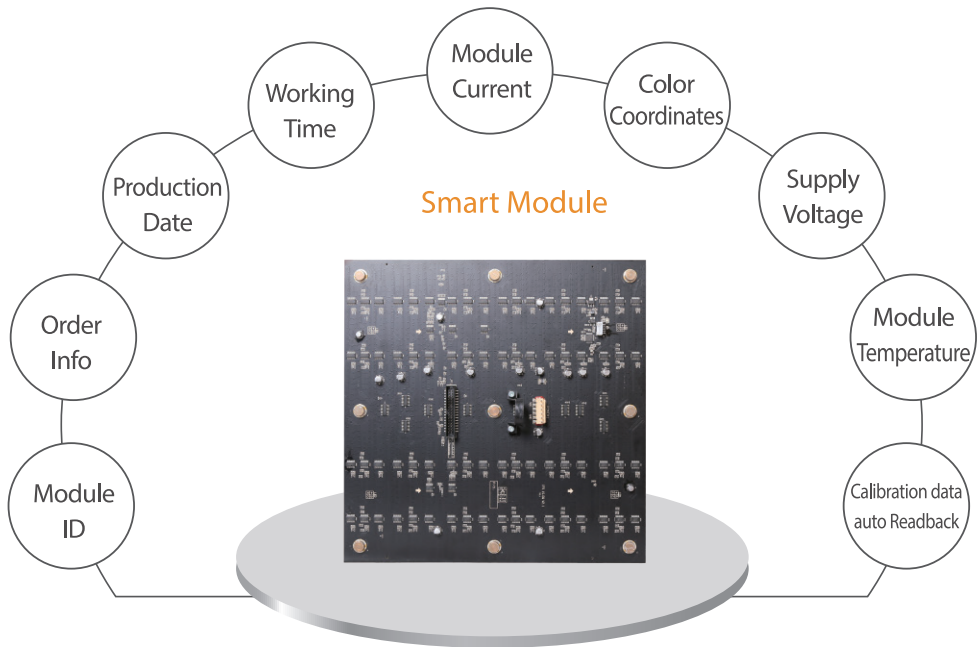 Module
Current
Working
Time
Color
Coordinates
Production
Date
Supply
Voltage
Smart Module
Order
Info
Module
Temperature
Module
ID
Calibration data
auto Readback